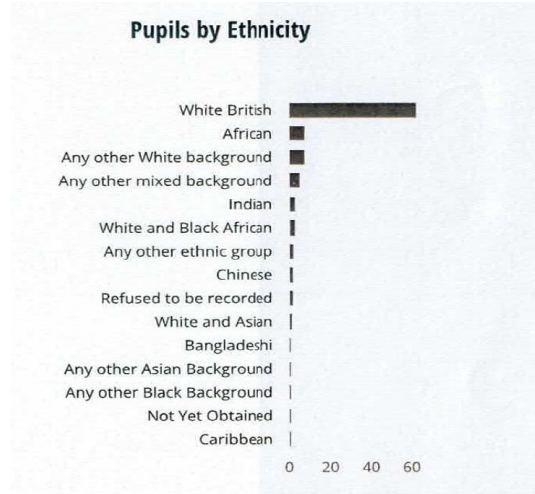 Pupils by Ethnicity
White British
African
Any other White background
Any other mixed background
Indian
White and Black African
Any other ethnic group
Chinese
Refused to be recorded
White and Asian
Bangladeshi
Any other Asian Background
Any other Black Background
Not Yet Obtained
Caribbean
0 20 40 60